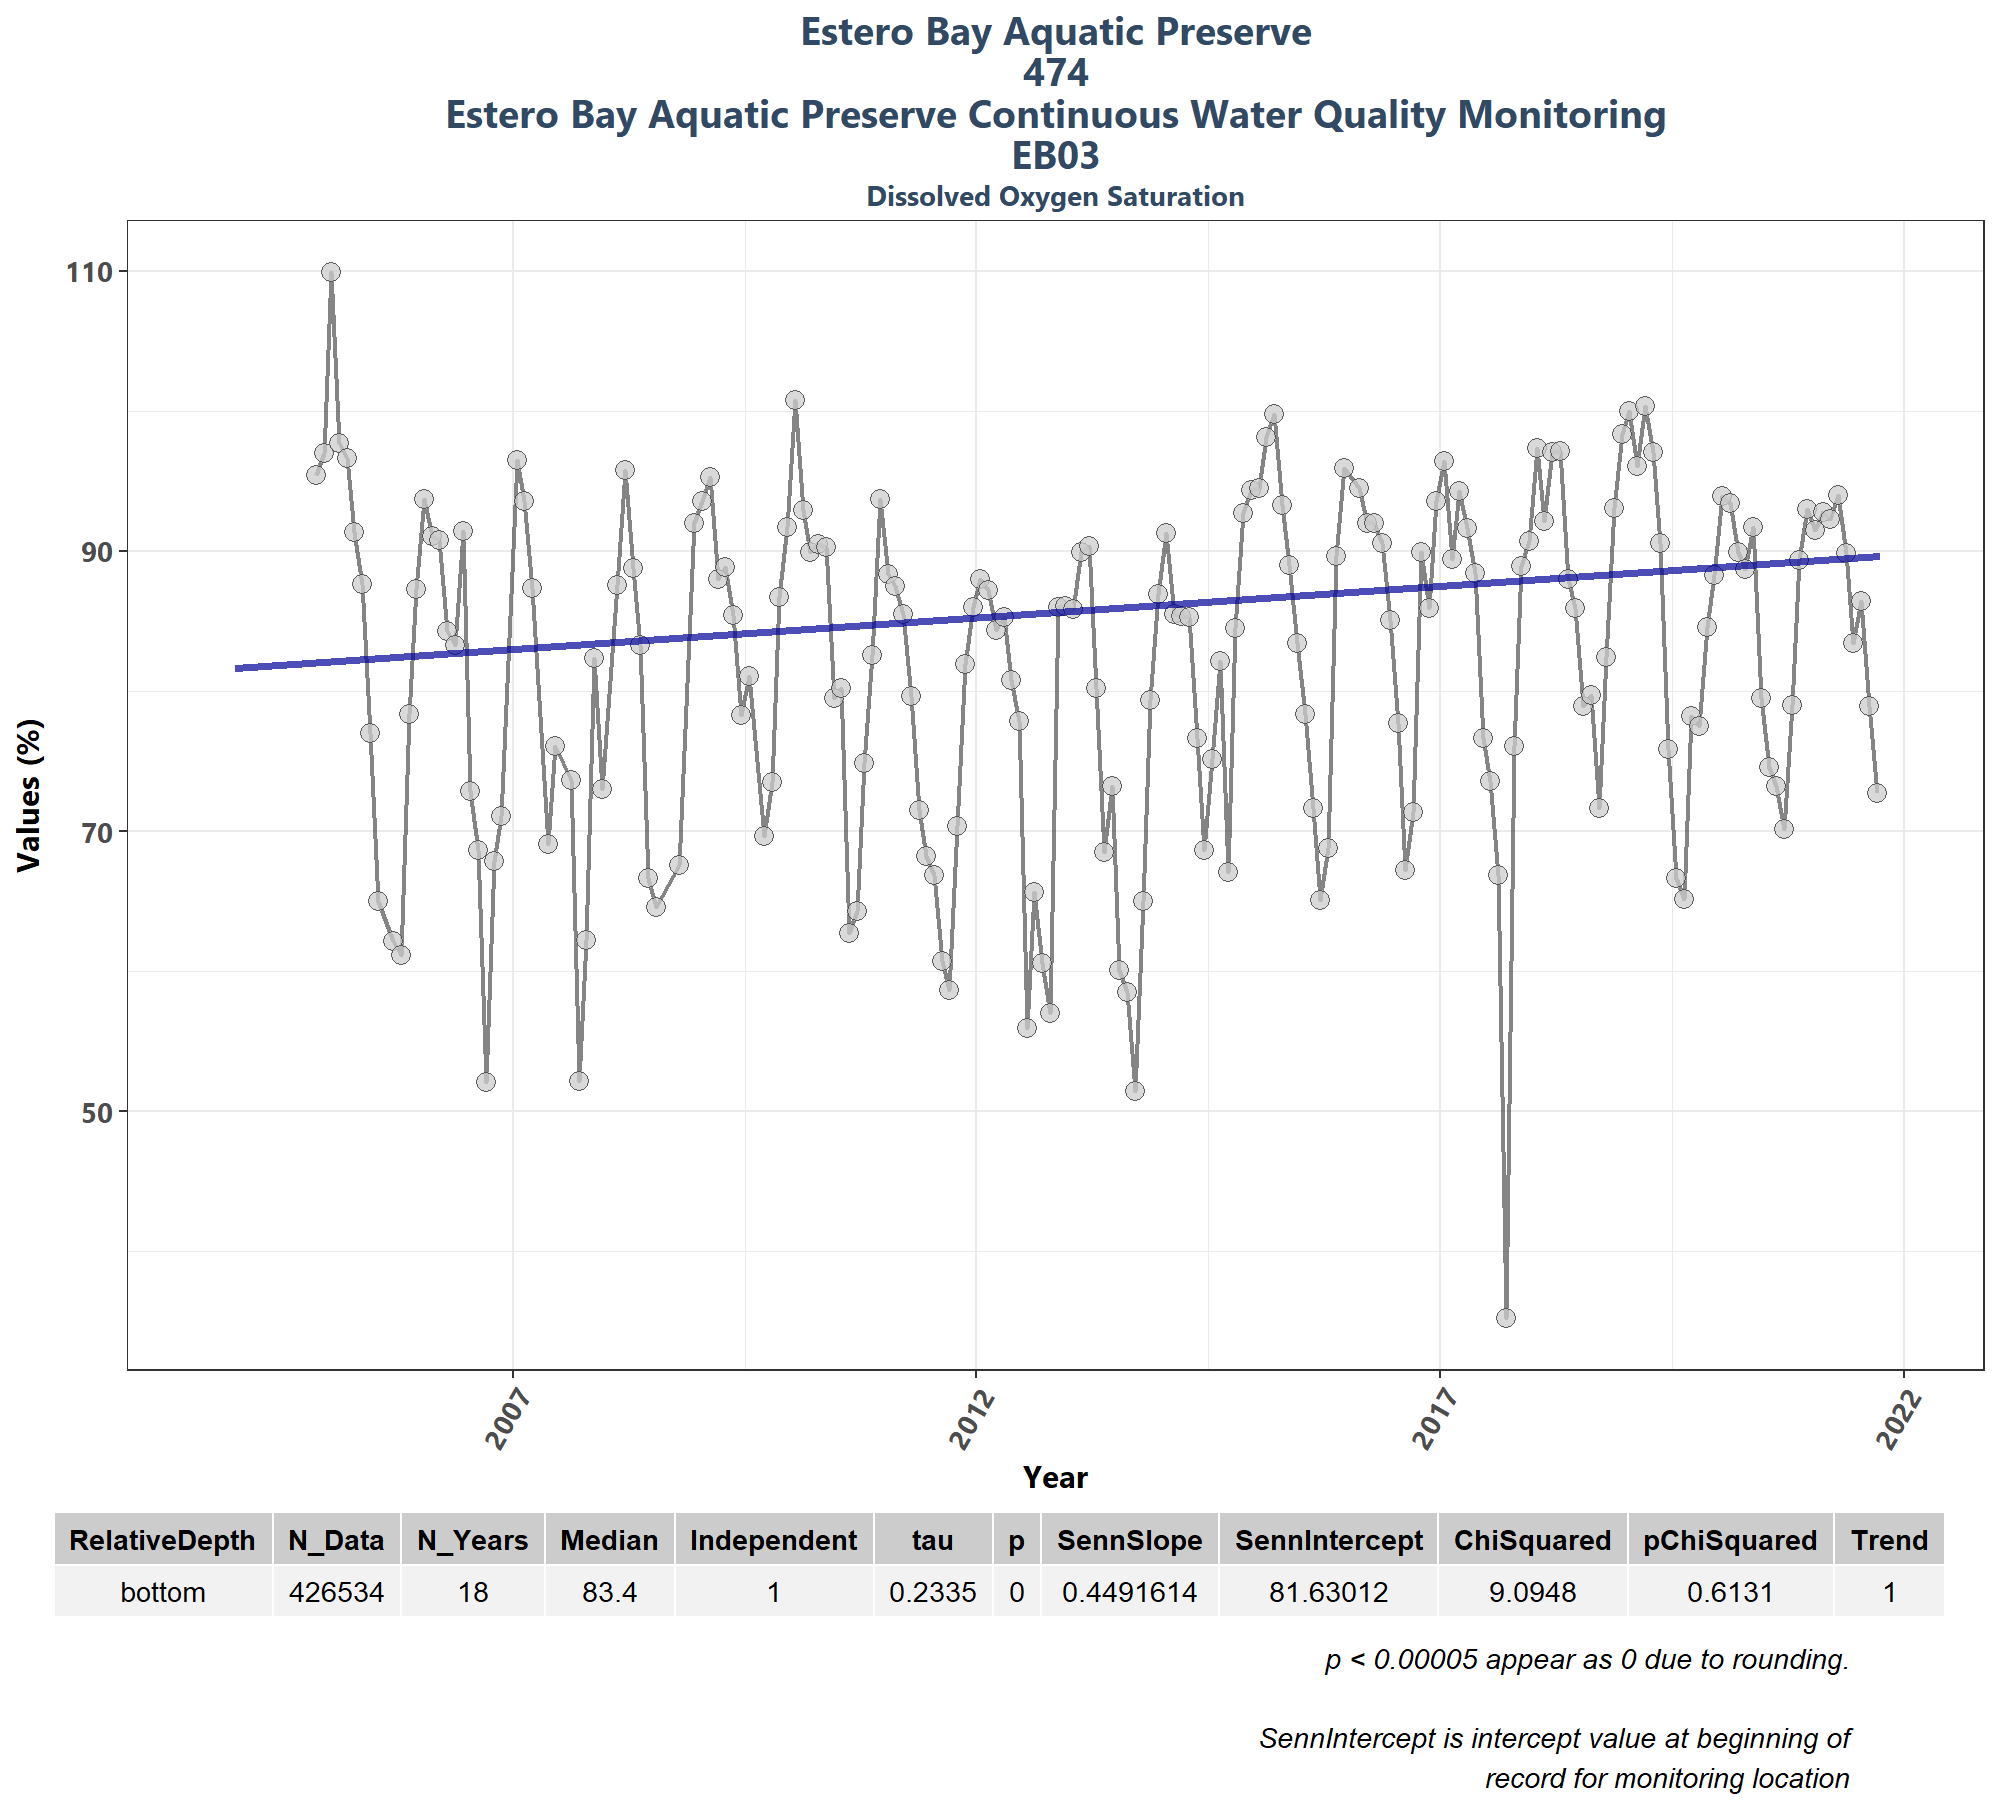 Estero Bay Aquatic Preserve
474
Estero Bay Aquatic Preserve Continuous Water Quality Monitoring
EB03
Dissolved Oxygen Saturation
110
90
70
50
Values (%)
2007
2012
2017
2022
Year
RelativeDepth N_Data N_Years Median Independent tau p SennSlope SennIntercept ChiSquared pChiSquared Trend
bottom 426534 18 83.4 1 0.2335 0 0.4491614 81.63012 9.0948 0.6131 1
p < 0.00005 appear as 0 due to rounding.
SennIntercept is intercept value at beginning of
record for monitoring location